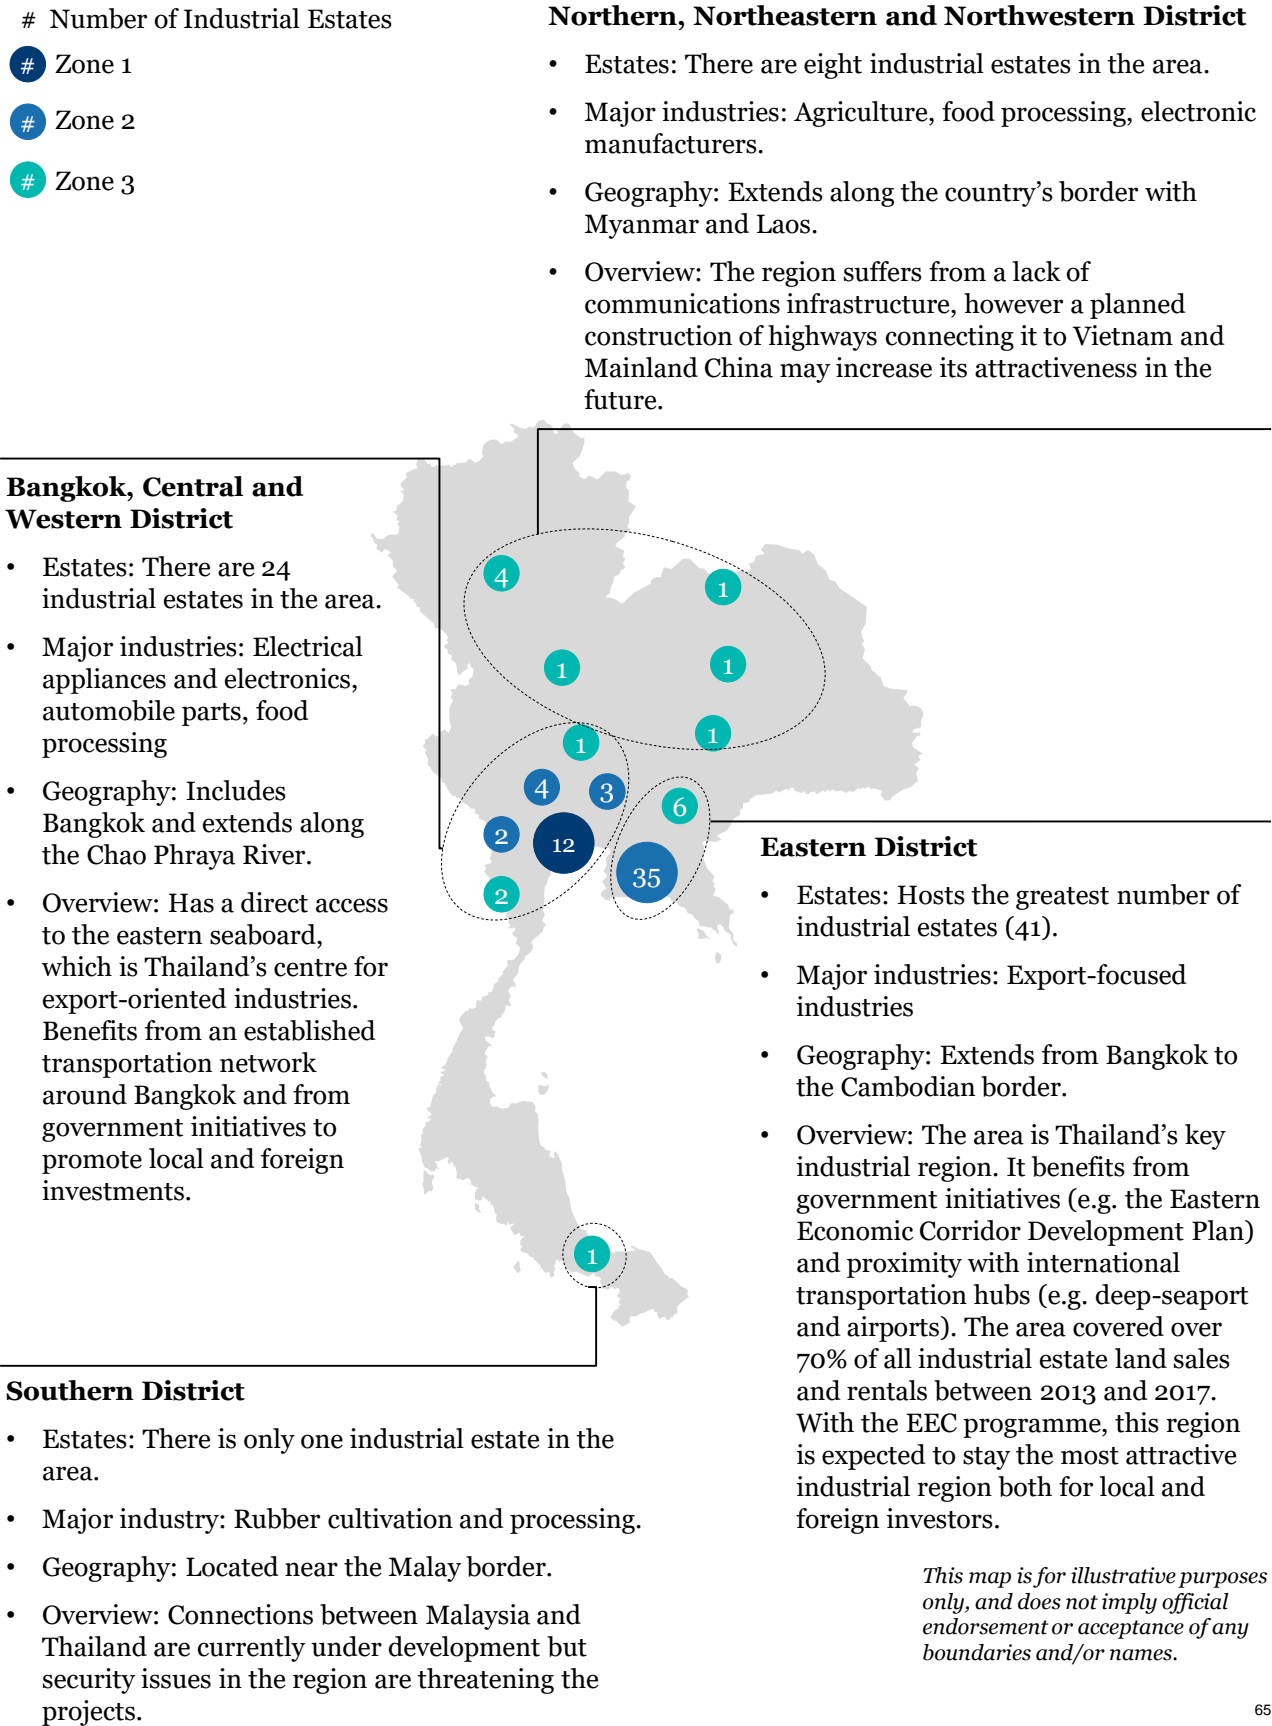 # Number of Industrial Estates
# Zone 1
# Zone 2
# Zone 3
Northern, Northeastern and Northwestern District
• Estates: There are eight industrial estates in the area.
• Major industries: Agriculture, food processing, electronic
manufacturers.
• Geography: Extends along the country's border with
Myanmar and Laos.
• Overview: The region suffers from a lack of
communications infrastructure, however a planned
construction of highways connecting it to Vietnam and
Mainland China may increase its attractiveness in the
future.
Bangkok, Central and
Western District
• Estates: There are 24
industrial estates in the area.
• Major industries: Electrical
appliances and electronics,
automobile parts, food
processing
• Geography: Includes
Bangkok and extends along
the Chao Phraya River.
• Overview: Has a direct access
to the eastern seaboard,
which is Thailand's centre for
export-oriented industries.
Benefits from an established
transportation network
around Bangkok and from
government initiatives to
promote local and foreign
investments.
4
1
1
1
1
1
4
3
6
2
12
35
2
1
Eastern District
• Estates: Hosts the greatest number of
industrial estates (41).
• Major industries: Export-focused
industries
• Geography: Extends from Bangkok to
the Cambodian border.
• Overview: The area is Thailand's key
industrial region. It benefits from
government initiatives (e.g. the Eastern
Economic Corridor Development Plan)
and proximity with international
transportation hubs (e.g. deep-seaport
and airports). The area covered over
70% of all industrial estate land sales
and rentals between 2013 and 2017.
With the EEC programme, this region
is expected to stay the most attractive
industrial region both for local and
foreign investors.
Southern District
• Estates: There is only one industrial estate in the
area.
• Major industry: Rubber cultivation and processing.
• Geography: Located near the Malay border.
• Overview: Connections between Malaysia and
Thailand are currently under development but
security issues in the region are threatening the
projects.
This map is for illustrative purposes
only, and does not imply official
endorsement or acceptance of any
boundaries and/or names.
65